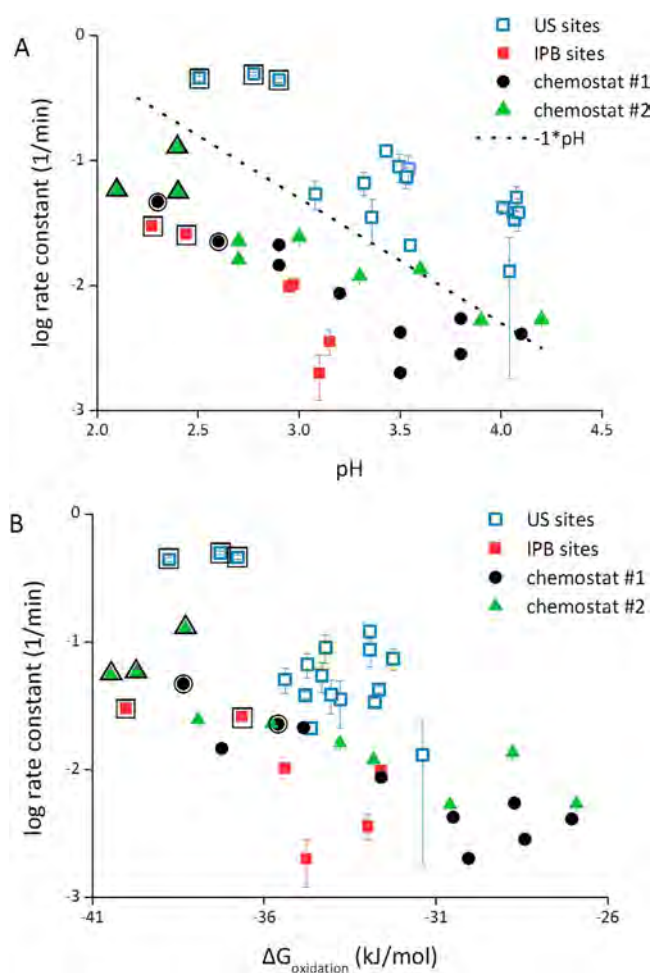 A
US sites
IPB sites
chemostat #1
chemostat #2
-1*pH
0
-1
-2
-3
log rate constant (1/min)
2.0 2.5 3.0 3.5 4.0 4.5
pH
B
US sites
IPB sites
chemostat #1
chemostat #2
0
-1
-2
-3
log rate constant (1/min)
-41 -36 -31 -26
ΔGoxidation (kJ/mol)